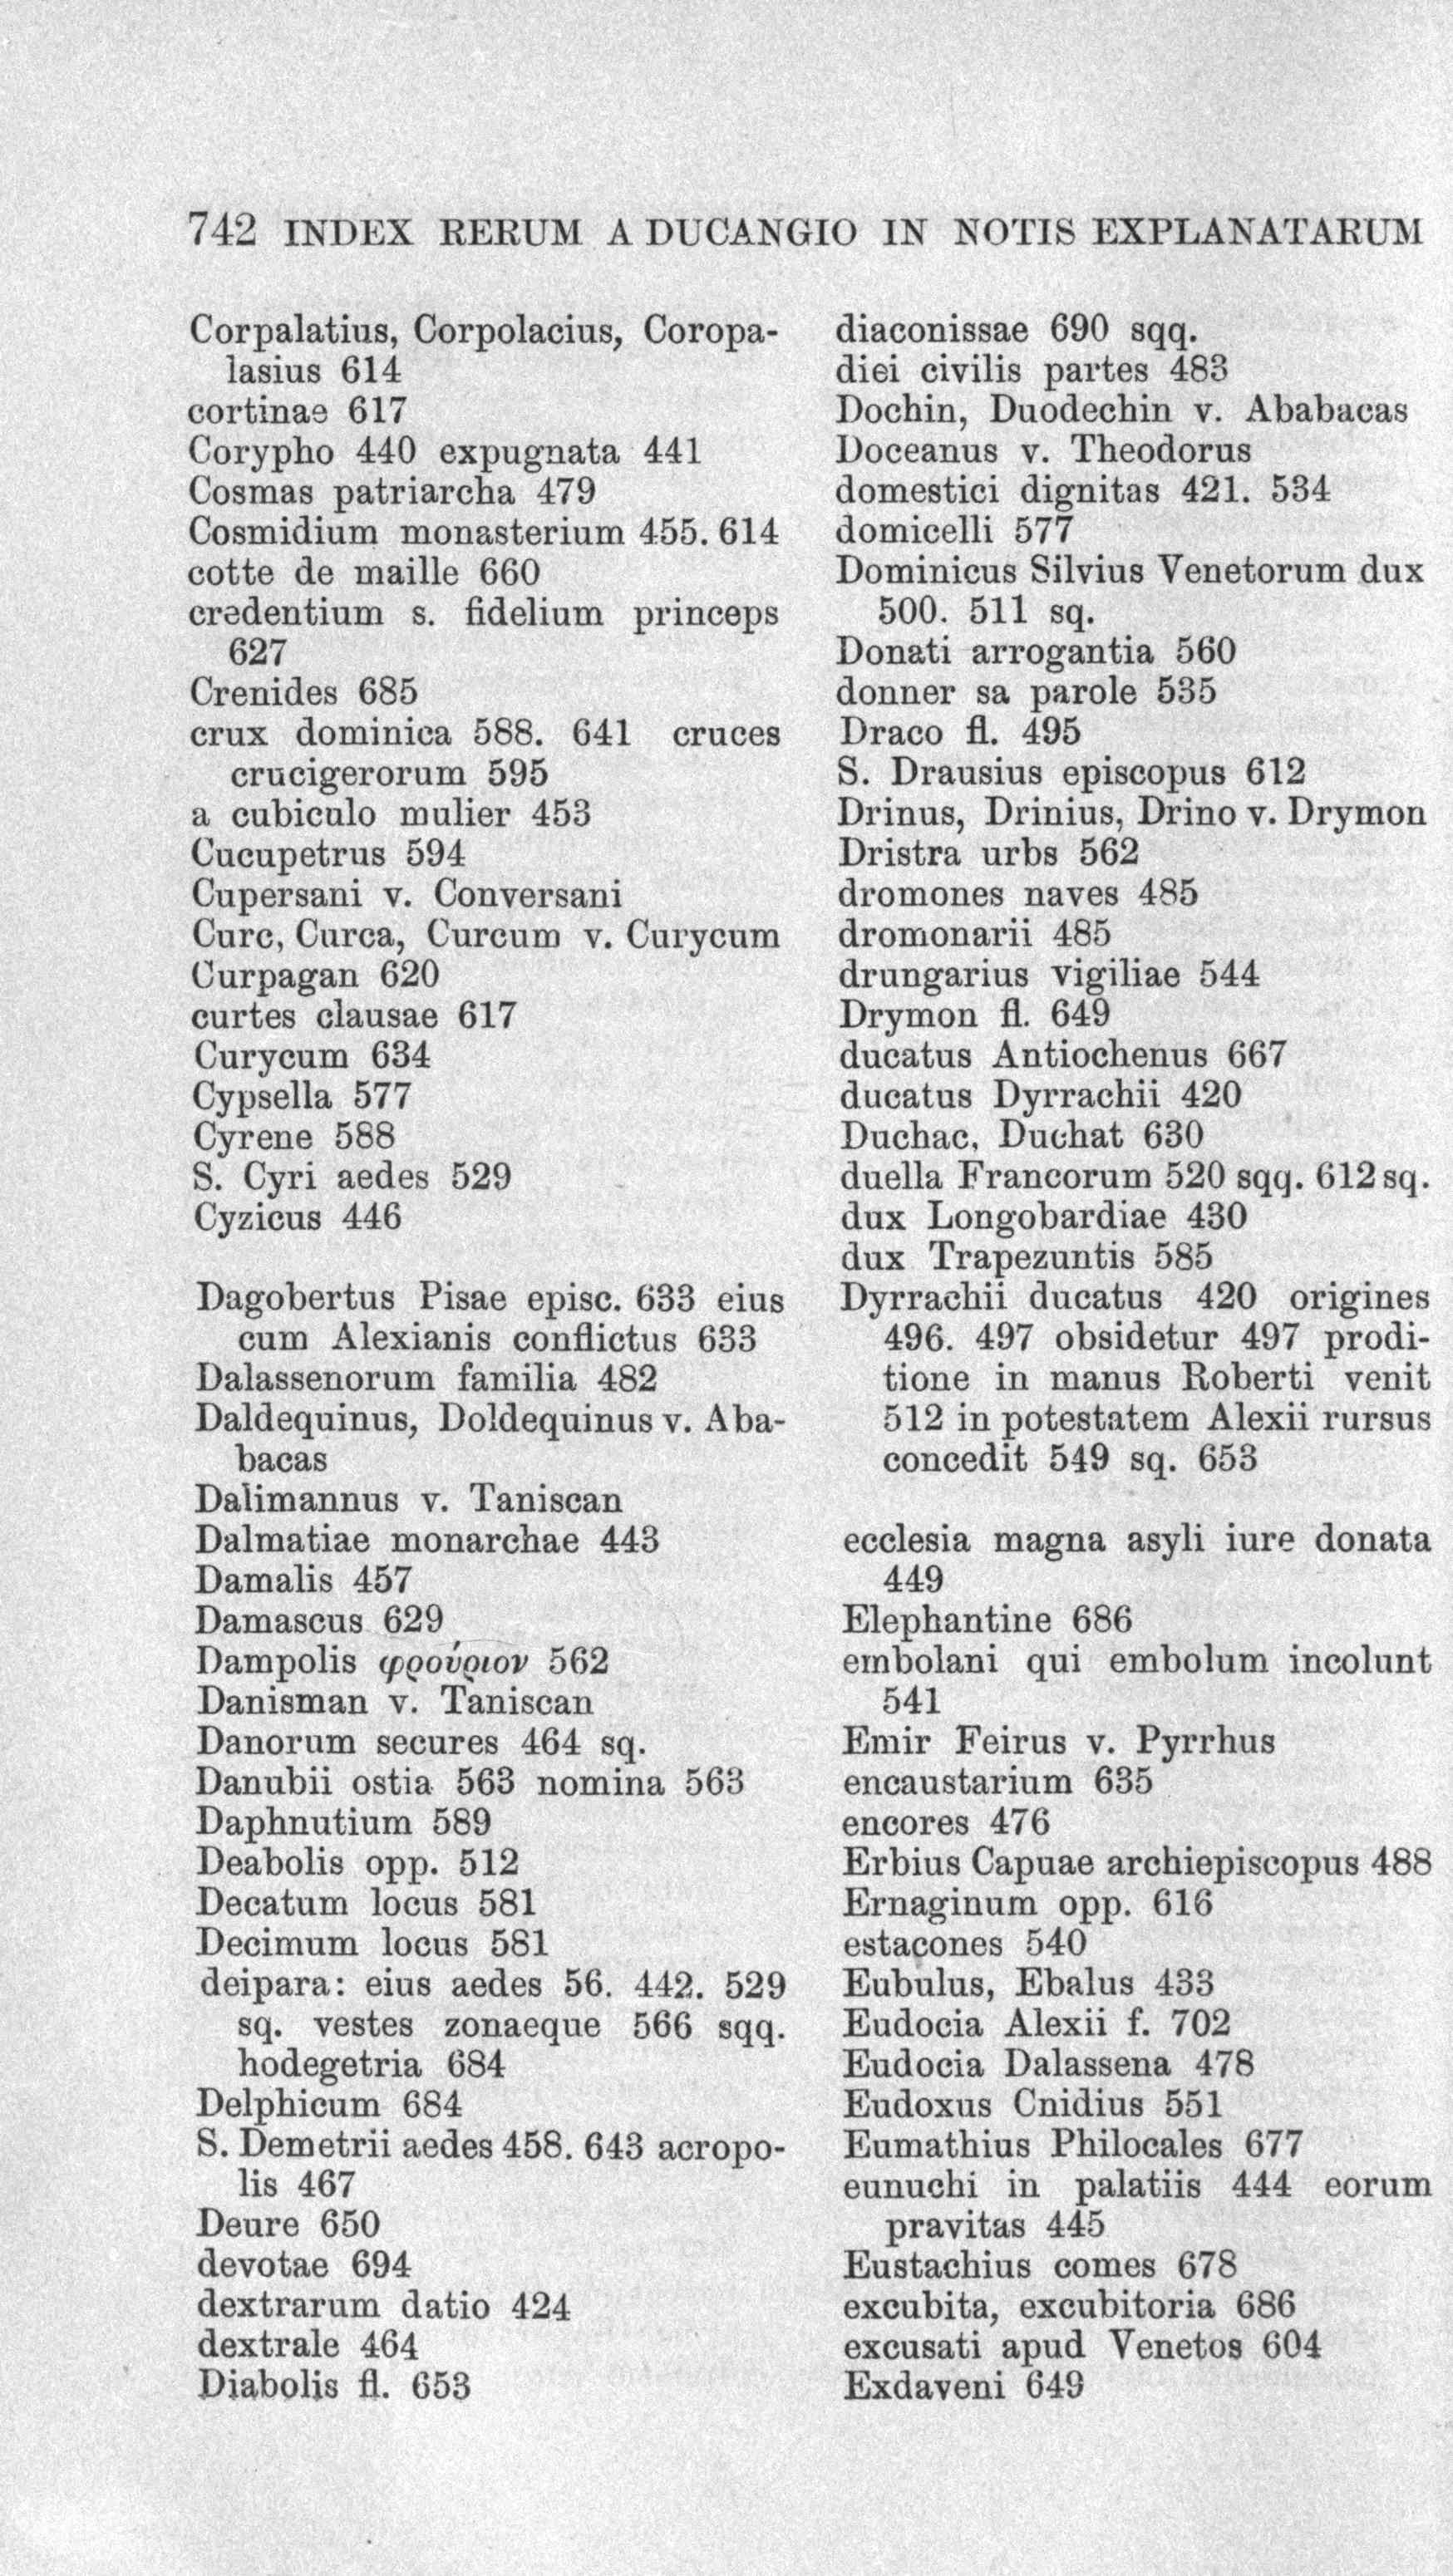 742 INDEX RERUM A DUCANGIO IN NOTIS EXPLANATARUM
Corpalatius, Corpolacius, Coropa-
lasius 614
cortinae 617
Corypho 440 expugnata 441
Cosmas patriarcha 479
Cosmidium monasterium 455. 614
cotte de maille 660
credentium s. fidelium princeps
627
Crenides 685
crux dominica 588. 641 cruces
crucigerorum 595
a cubiculo mulier 453
Cucupetrus 594
Cupersani v. Conversani
Curc, Curca, Curcum v. Curycum
Curpagan 620
curtes clausae 617
Curycum 634
Cypsella 577
Cyrene 588
S. Cyri aedes 529
Cyzicus 446
Dagobertus Pisae episc. 633 eius
cum Alexianis conflictus 633
Dalassenorum familia 482
Daldequinus, Doldequinus v. Aba-
bacas
Dalimannus v. Taniscan
Dalmatiae monarchae 443
Damalis 457
Damascus 629
Dampolis φρούριον 562
Danisman v. Taniscan
Danorum secures 464 sq.
Danubii ostia 563 nomina 563
Daphnutium 589
Deabolis opp. 512
Decatum locus 581
Decimum locus 581
deipara: eius aedes 56. 442. 529
sq. vestes zonaeque 566 sqq.
hodegetria 684
Delphicum 684
S. Demetrii aedes 458. 643 acropo-
lis 467
Deure 650
devotae 694
dextrarum datio 424
dextrale 464
Diabolis fl. 653
diaconissae 690 sqq.
diei civilis partes 483
Dochin, Duodechin v. Ababacas
Doceanus v. Theodorus
domestici dignitas 421. 534
domicelli 577
Dominicus Silvius Venetorum dux
500. 511 sq.
Donati arrogantia 560
donner sa parole 535
Draco fl. 495
S. Drausius episcopus 612
Drinus, Drinius, Drino v. Drymon
Dristra urbs 562
dromones naves 485
dromonarii 485
drungarius vigiliae 544
Drymon fl. 649
ducatus Antiochenus 667
ducatus Dyrrachii 420
Duchac, Duchat 630
duella Francorum 520 sqq. 612 sq.
dux Longobardiae 430
dux Trapezuntis 585
Dyrrachii ducatus 420 origines
496. 497 obsidetur 497 prodi-
tione in manus Roberti venit
512 in potestatem Alexii rursus
concedit 549 sq. 653
ecclesia magna asyli iure donata
449
Elephantine 686
embolani qui embolum incolunt
541
Emir Feirus v. Pyrrhus
encaustarium 635
encores 476
Erbius Capuae archiepiscopus 488
Ernaginum opp. 616
estaçones 540
Eubulus, Ebalus 433
Eudocia Alexii f. 702
Eudocia Dalassena 478
Eudoxus Cnidius 551
Eumathius Philocales 677
eunuchi in palatiis 444 eorum
pravitas 445
Eustachius comes 678
excubita, excubitoria 686
excusati apud Venetos 604
Exdaveni 649